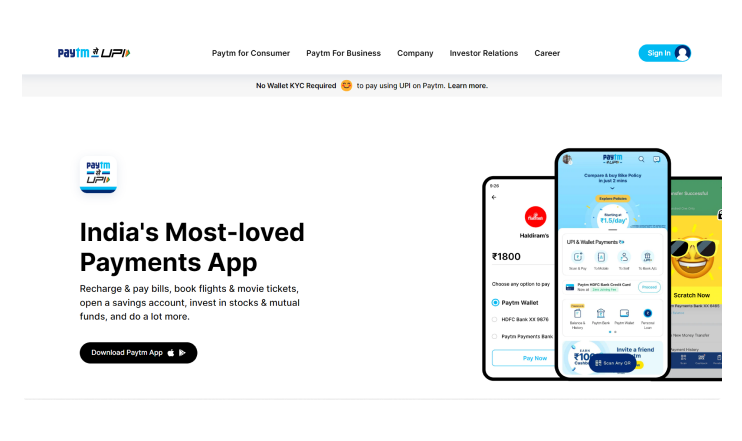 paytm से UPI
Paytm for Consumer
Paytm For Business
Company
Investor Relations
Career
Sign In
No Wallet KYC Required to pay using UPI on Paytm. Learn more.
paytm
से
UPI
India's Most-loved
Payments App
Recharge & pay bills, book flights & movie tickets,
open a savings account, invest in stocks & mutual
funds, and do a lot more.
Download Paytm App
9:26
Haldiram's
₹1800
Choose any option to pay
Paytm Wallet
HDFC Bank XX 9876
Paytm Payments Bank
Pay Now
paytm
Compare & buy Bike Policy
in just 2 mins
Explore Policies
Starting at
₹1.5/day*
UPI & Wallet Payments
Scan & Pay
To Mobile
To Self
To Bank A/c
Paytm HDFC Bank Credit Card
Proceed
Balance &
History
Paytm Bank
Paytm Wallet
Personal
Loan
Invite a friend
₹100
Scan Any QR
Scratch Now